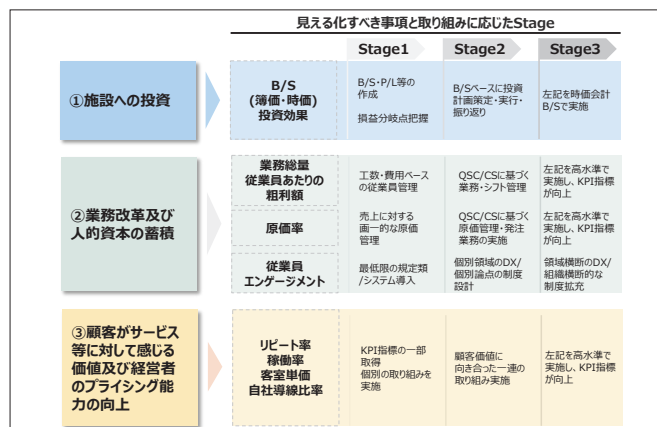 見える化すべき事項と取り組みに応じたStage
Stage1
Stage2
Stage3
①施設への投資
B/S
(薄価・時価)
投資効果
B/S・P/L等の
作成
損益分岐点把握
B/Sベースに投資
計画策定・実行・
振り返り
左記を時価会計
B/Sで実施
②業務改革及び
人的資本の蓄積
業務総量
従業員あたりの
粗利額
工数・費用ベース
の従業員管理
QSC/CSに基づく
業務・シフト管理
左記を高水準で
実施し、KPI指標
が向上
原価率
売上に対する
画一的な原価
管理
QSC/CSに基づく
原価管理・発注
業務の実施
左記を高水準で
実施し、KPI指標
が向上
従業員
エンゲージメント
最低限の規定類
/システム導入
個別領域のDX/
個別論点の制度
設計
領域横断のDX/
組織横断的な
制度拡充
③顧客がサービス
等に対して感じる
価値及び経営者
のプライシング能
力の向上
リピート率
稼働率
客室単価
自社導線比率
KPI指標の一部
取得
個別の取り組みを
実施
顧客価値に
向き合った一連の
取り組み実施
左記を高水準で
実施し、KPI指標
が向上